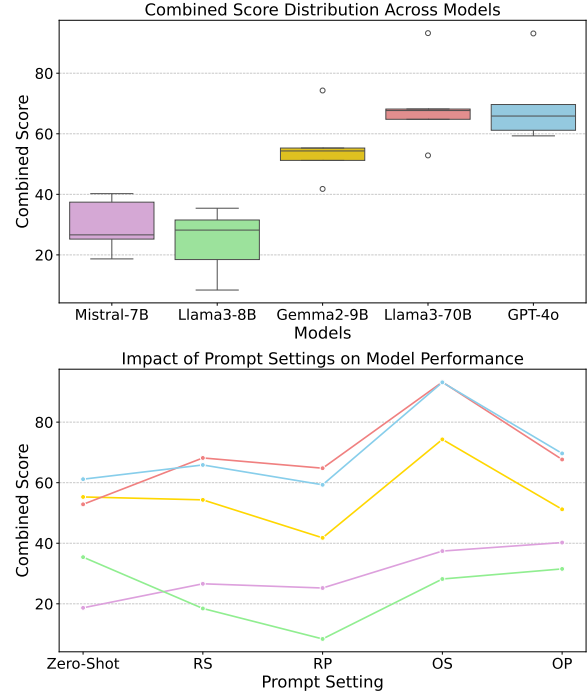 Combined Score Distribution Across Models
Combined Score
80
60
40
20
Mistral-7B Llama3-8B Gemma2-9B Llama3-70B GPT-4o
Models
Impact of Prompt Settings on Model Performance
Combined Score
80
60
40
20
Zero-Shot RS RP OS OP
Prompt Setting